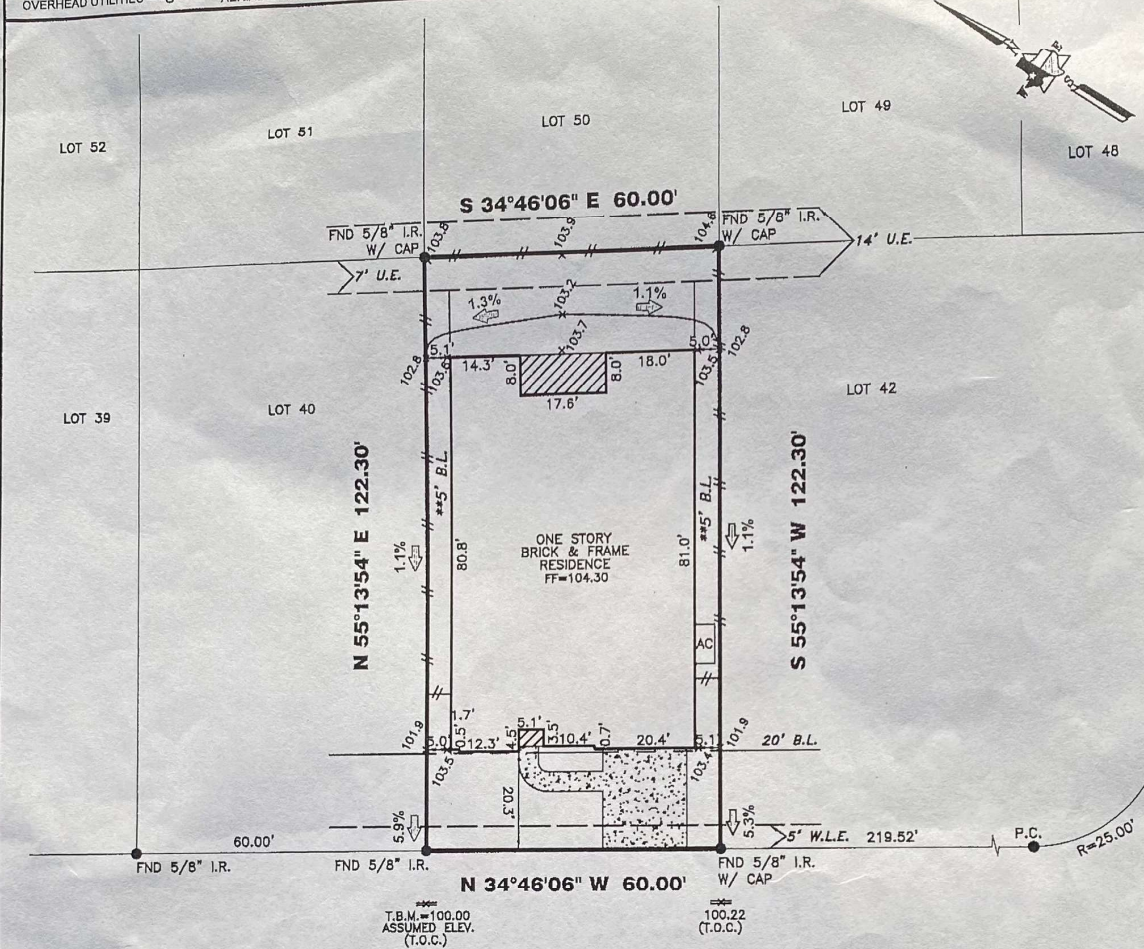 OVERHEAD UTILITIES
LOT 52
LOT 51
LOT 50
LOT 49
LOT 48
N
E
S
W
S 34°46'06" E 60.00'
FND 5/8" I.R.
W/ CAP
103.8
103.9
104.8
FND 5/8" I.R.
W/ CAP
14' U.E.
7' U.E.
1.3%
103.2
1.1%
103.7
5.1'
5.0'
102.8
103.6
14.3'
8.0'
17.6'
8.0'
18.0'
103.5
102.8
LOT 39
LOT 40
LOT 42
N 55°13'54" E 122.30'
**5' B.L.
**5' B.L.
S 55°13'54" W 122.30'
1.1%
80.8'
ONE STORY
BRICK & FRAME
RESIDENCE
FF=104.30
81.0'
1.1%
AC
101.9
5.0'
1.7'
0.5'
12.3'
4.5'
5.1'
3.5'
10.4'
0.7'
20.4'
5.1'
101.9
20' B.L.
103.5
103.4
20.3'
5.6%
5.3%
5' W.L.E.
219.52'
P.C.
R=25.00'
60.00'
FND 5/8" I.R.
FND 5/8" I.R.
FND 5/8" I.R.
W/ CAP
N 34°46'06" W 60.00'
T.B.M.=100.00
ASSUMED ELEV.
(T.O.C.)
100.22
(T.O.C.)